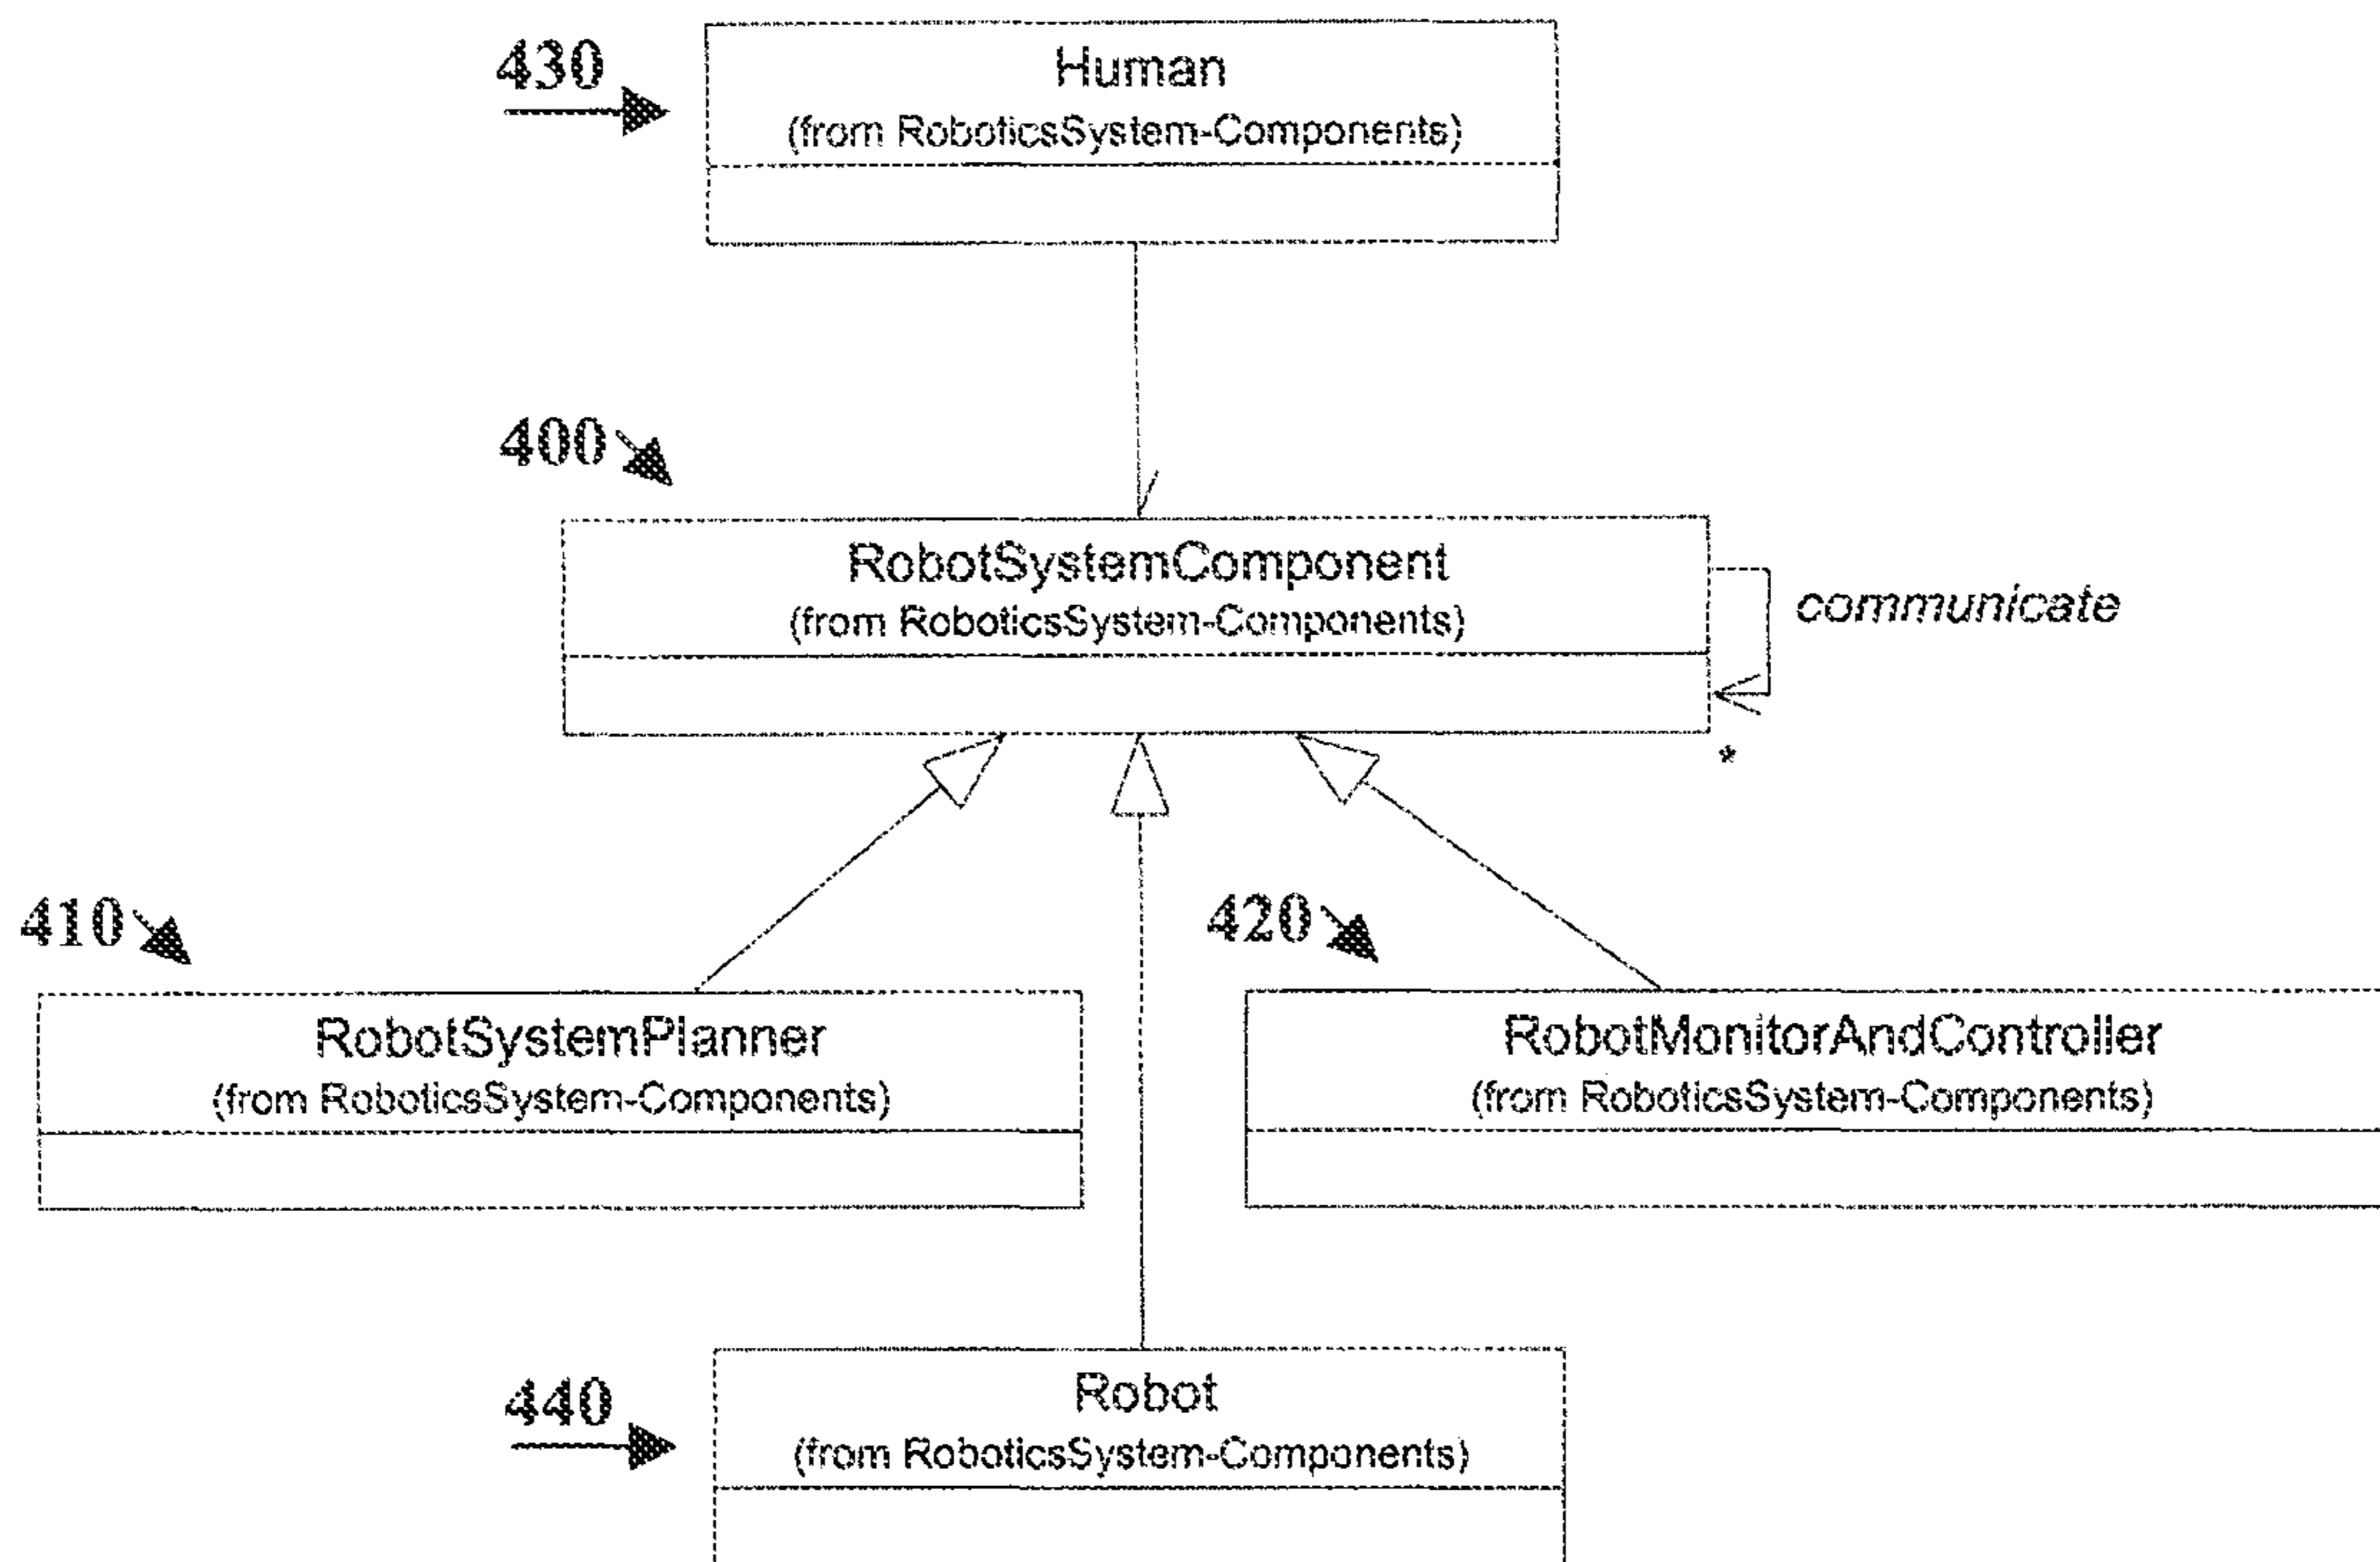 430
Human
(from RoboticsSystem-Components)
400
RobotSystemComponent
(from RoboticsSystem-Components)
communicate
*
410
420
RobotSystemPlanner
(from RoboticsSystem-Components)
RobotMonitorAndController
(from RoboticsSystem-Components)
440
Robot
(from RoboticsSystem-Components)